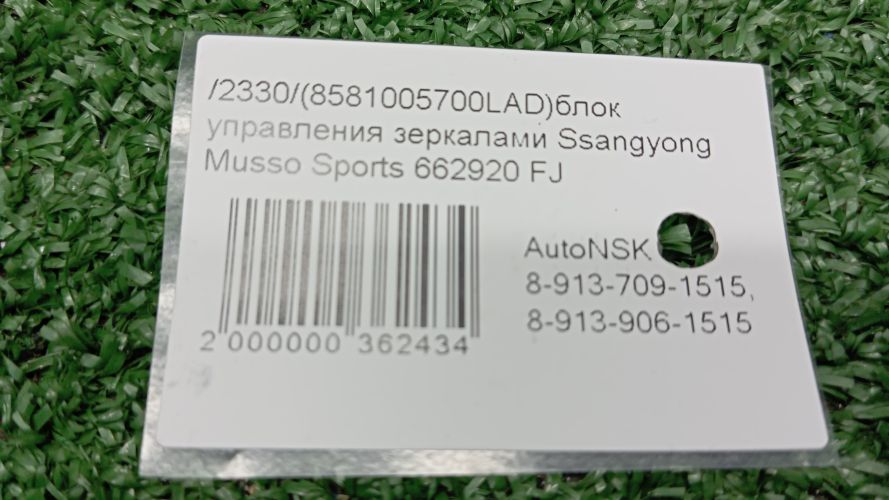 /2330/(8581005700LAD)блок
управления зеркалами Ssangyong
Musso Sports 662920 FJ
AutoNSK
8-913-709-1515,
8-913-906-1515
2 000000 362434